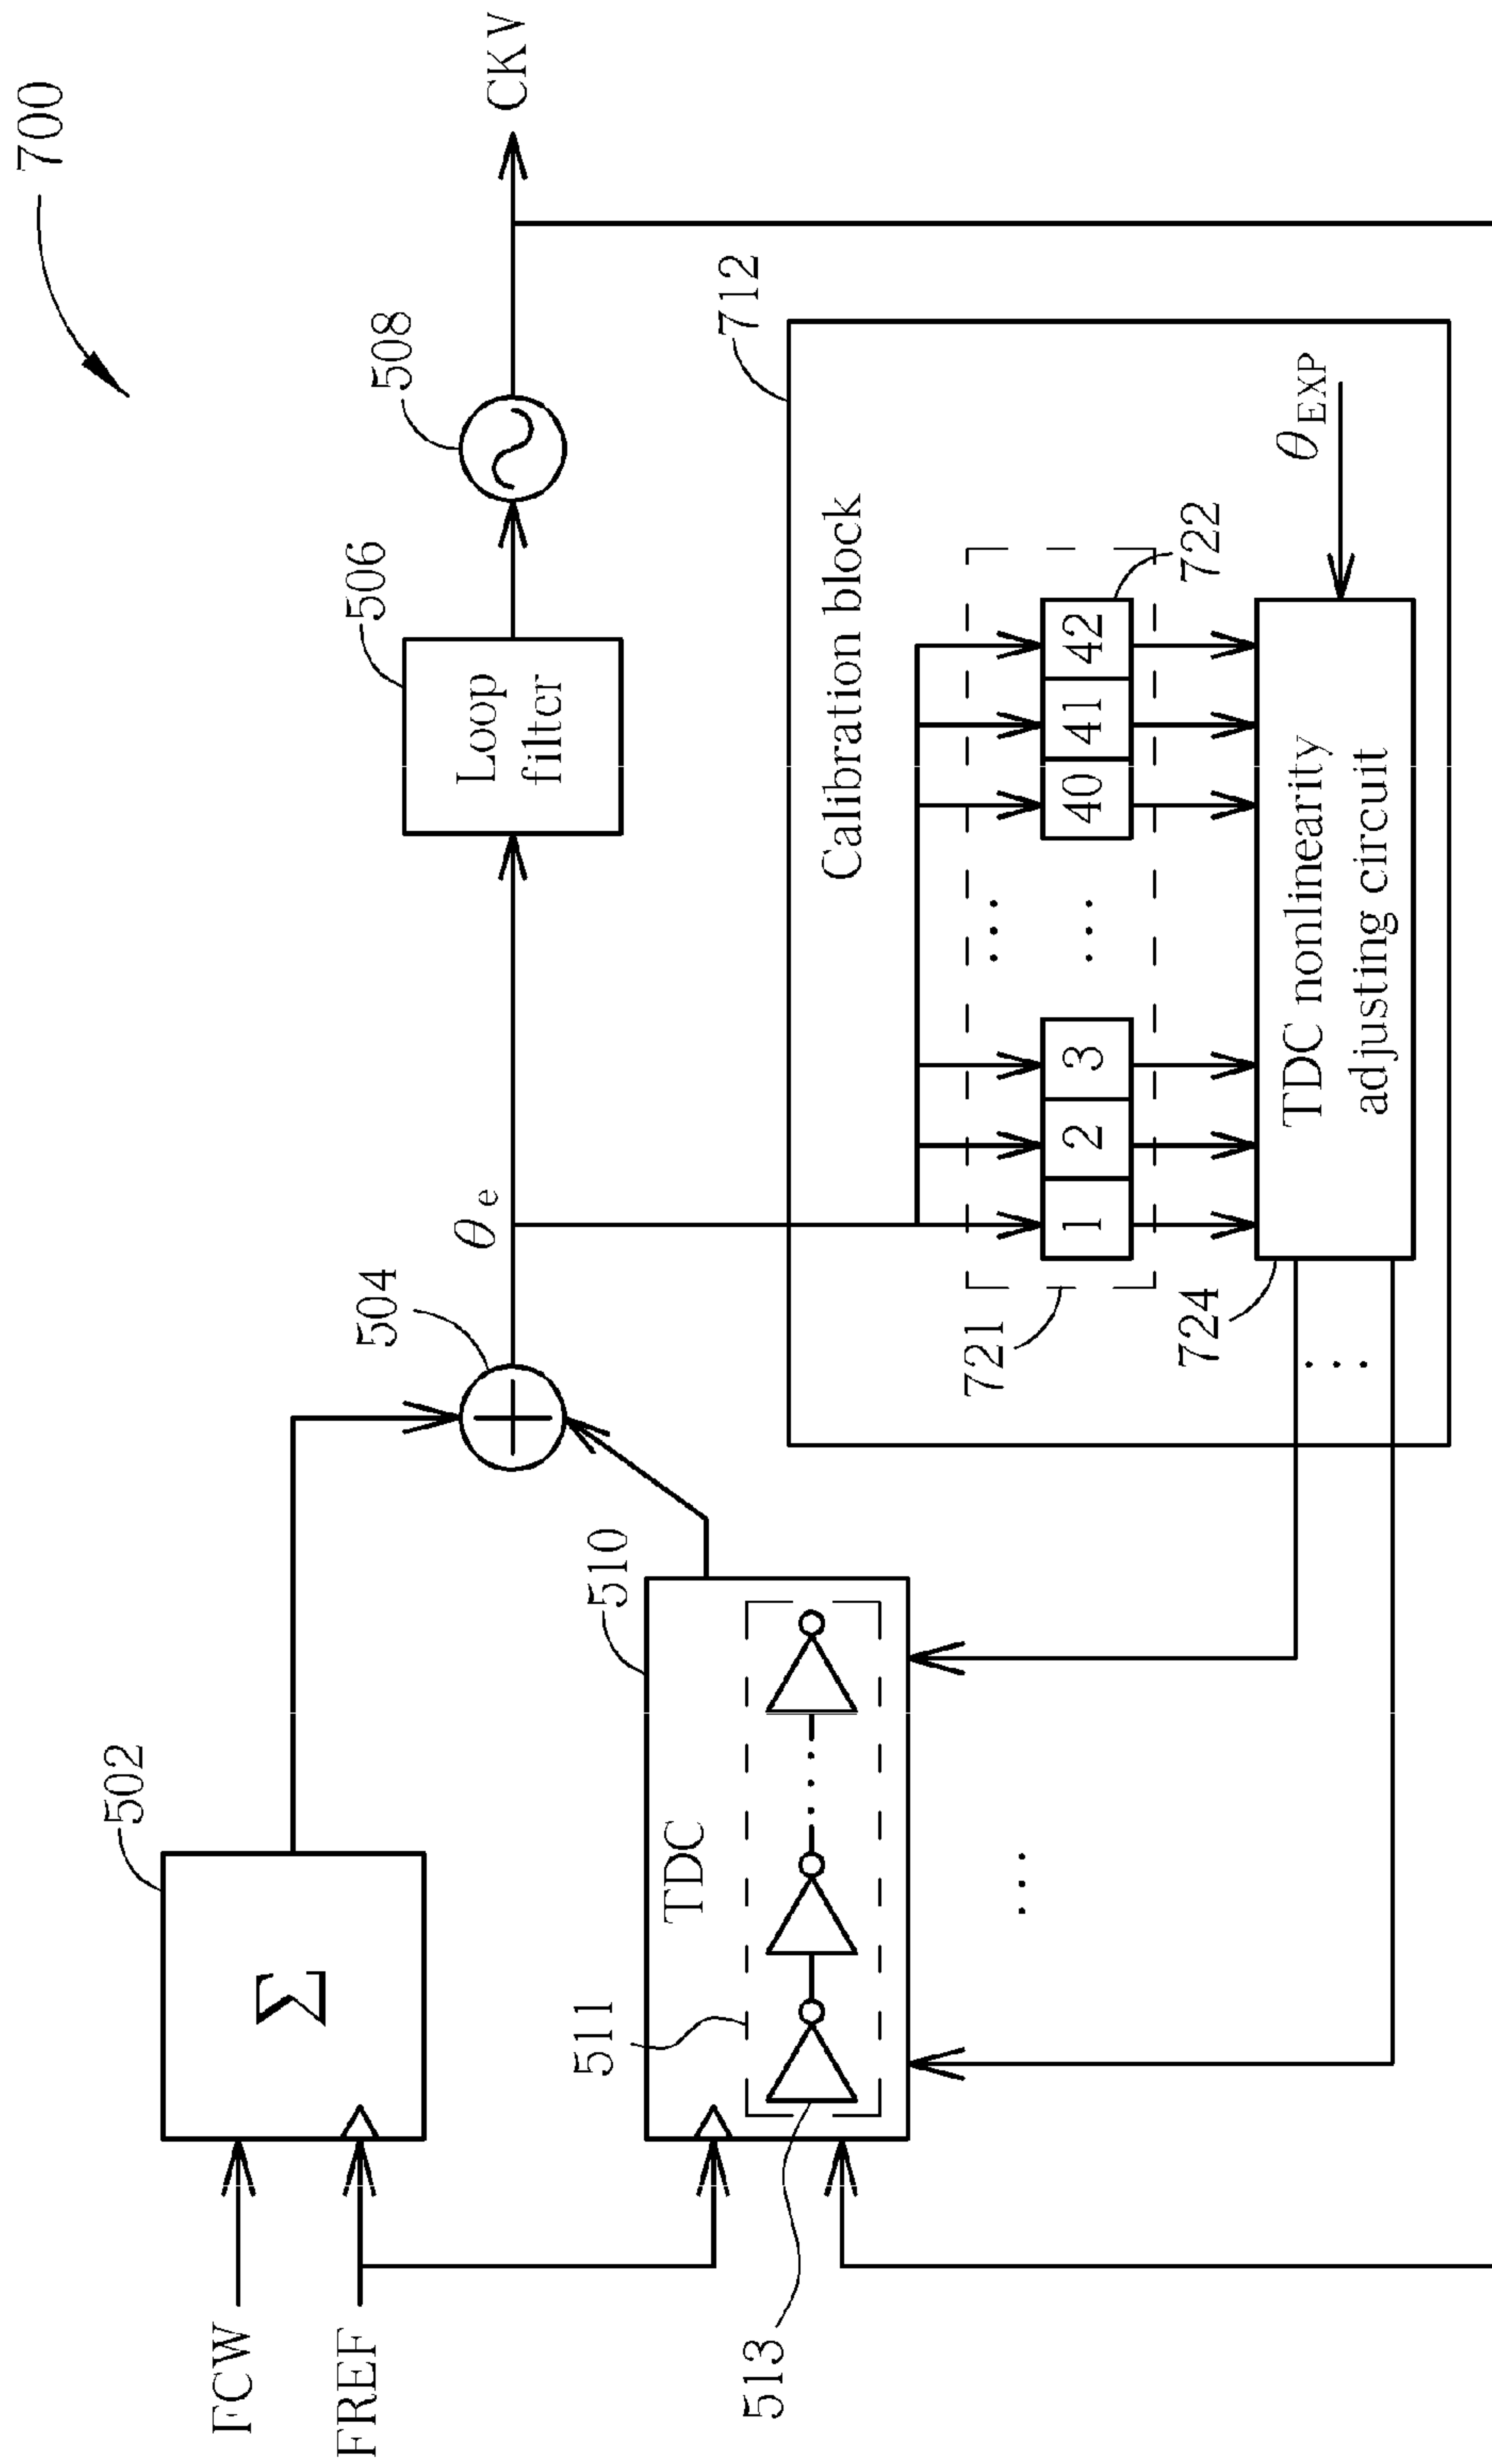 700
FCW
FREF
502
Σ
504
θe
506
Loop
filter
508
CKV
510
TDC
511
513
712
Calibration block
721
1
2
3
...
...
40
41
42
722
724
TDC nonlinearity
adjusting circuit
θEXP
...
...